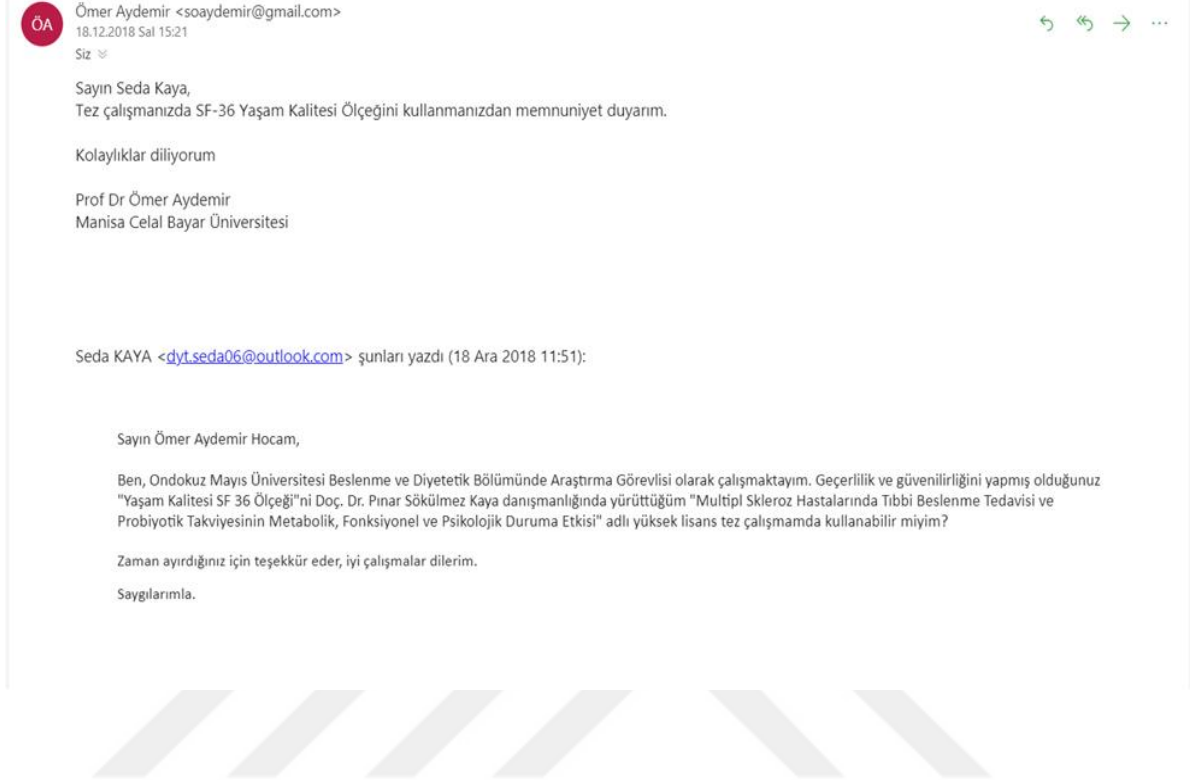 ÖA
Ömer Aydemir <soaydemir@gmail.com>
18.12.2018 Sal 15:21
Siz
Sayın Seda Kaya,
Tez çalışmanızda SF-36 Yaşam Kalitesi Ölçeğini kullanmanızdan memnuniyet duyarım.
Kolaylıklar diliyorum
Prof Dr Ömer Aydemir
Manisa Celal Bayar Üniversitesi
Seda KAYA <dyt.seda06@outlook.com> şunları yazdı (18 Ara 2018 11:51):
Sayın Ömer Aydemir Hocam,
Ben, Ondokuz Mayıs Üniversitesi Beslenme ve Diyetetik Bölümünde Araştırma Görevlisi olarak çalışmaktayım. Geçerlilik ve güvenilirliğini yapmış olduğunuz
"Yaşam Kalitesi SF 36 Ölçeği"ni Doç. Dr. Pınar Sökülmez Kaya danışmanlığında yürüttüğüm "Multipl Skleroz Hastalarında Tıbbi Beslenme Tedavisi ve
Probiyotik Takviyesinin Metabolik, Fonksiyonel ve Psikolojik Duruma Etkisi" adlı yüksek lisans tez çalışmamda kullanabilir miyim?
Zaman ayırdığınız için teşekkür eder, iyi çalışmalar dilerim.
Saygılarımla.